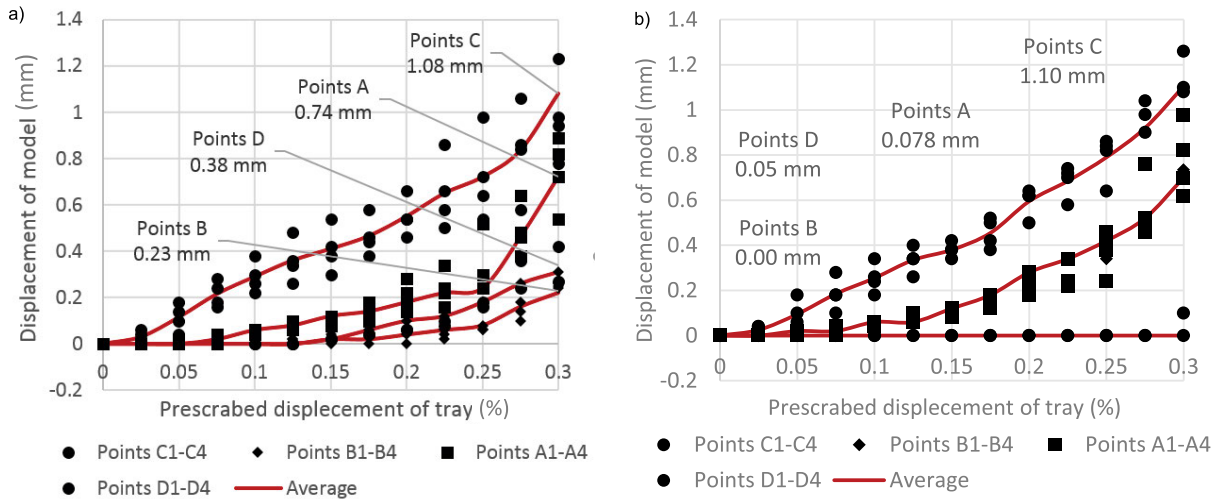 a)
Displacement of model (mm)
1.4
1.2
1
0.8
0.6
0.4
0.2
0
-0.2
Points C
1.08 mm
Points A
0.74 mm
Points D
0.38 mm
Points B
0.23 mm
0 0.05 0.1 0.15 0.2 0.25 0.3
Prescrabed displecement of tray (%)
Points C1-C4 Points B1-B4 Points A1-A4
Points D1-D4 Average
b)
Displacement of model (mm)
1.4
1.2
1
0.8
0.6
0.4
0.2
0
-0.2
Points C
1.10 mm
Points A
0.078 mm
Points D
0.05 mm
Points B
0.00 mm
0 0.05 0.1 0.15 0.2 0.25 0.3
Prescrabed displecement of tray (%)
Points C1-C4 Points B1-B4 Points A1-A4
Points D1-D4 Average